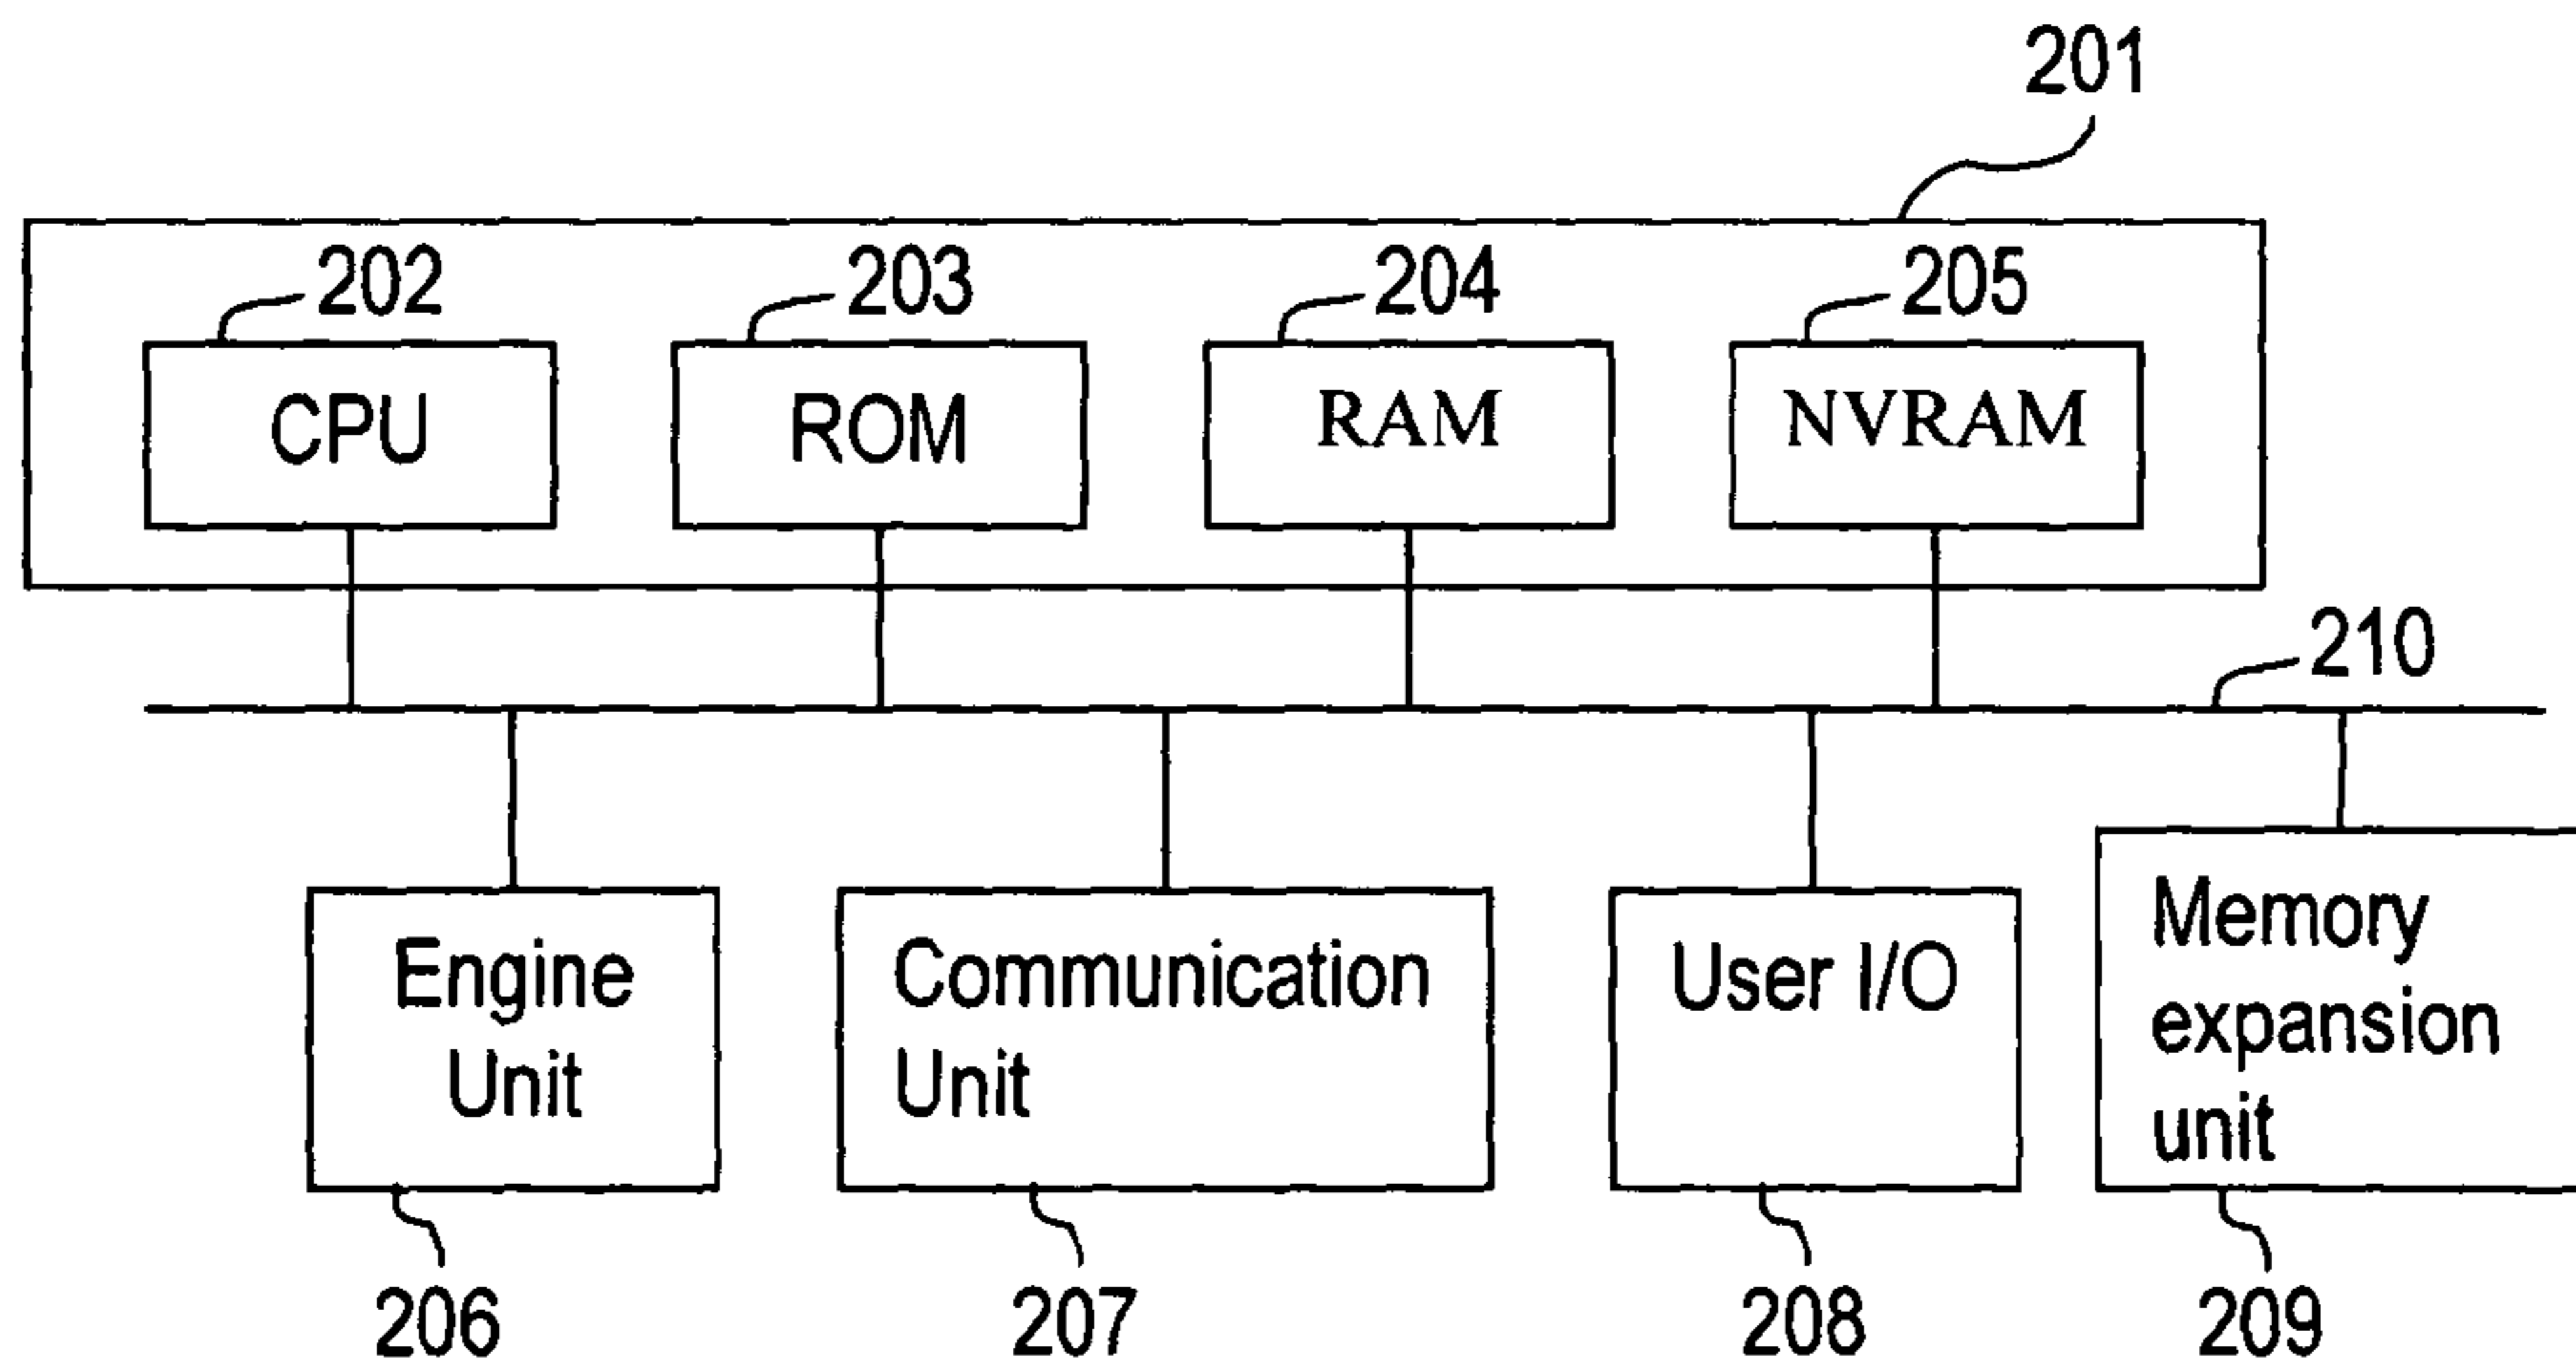 201
202
203
204
205
CPU
ROM
RAM
NVRAM
210
Engine
Unit
Communication
Unit
User I/O
Memory
expansion
unit
206
207
208
209